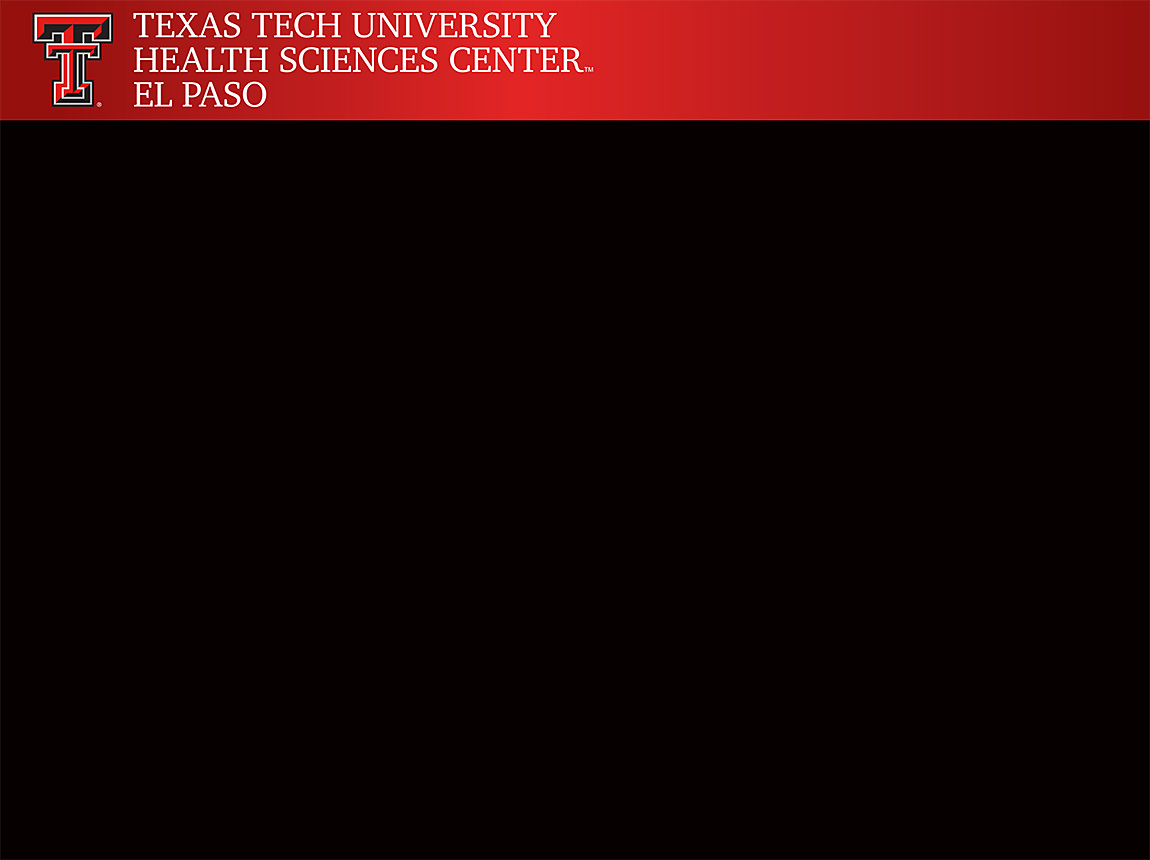 TEXAS TECH UNIVERSITY
HEALTH SCIENCES CENTER™
EL PASO